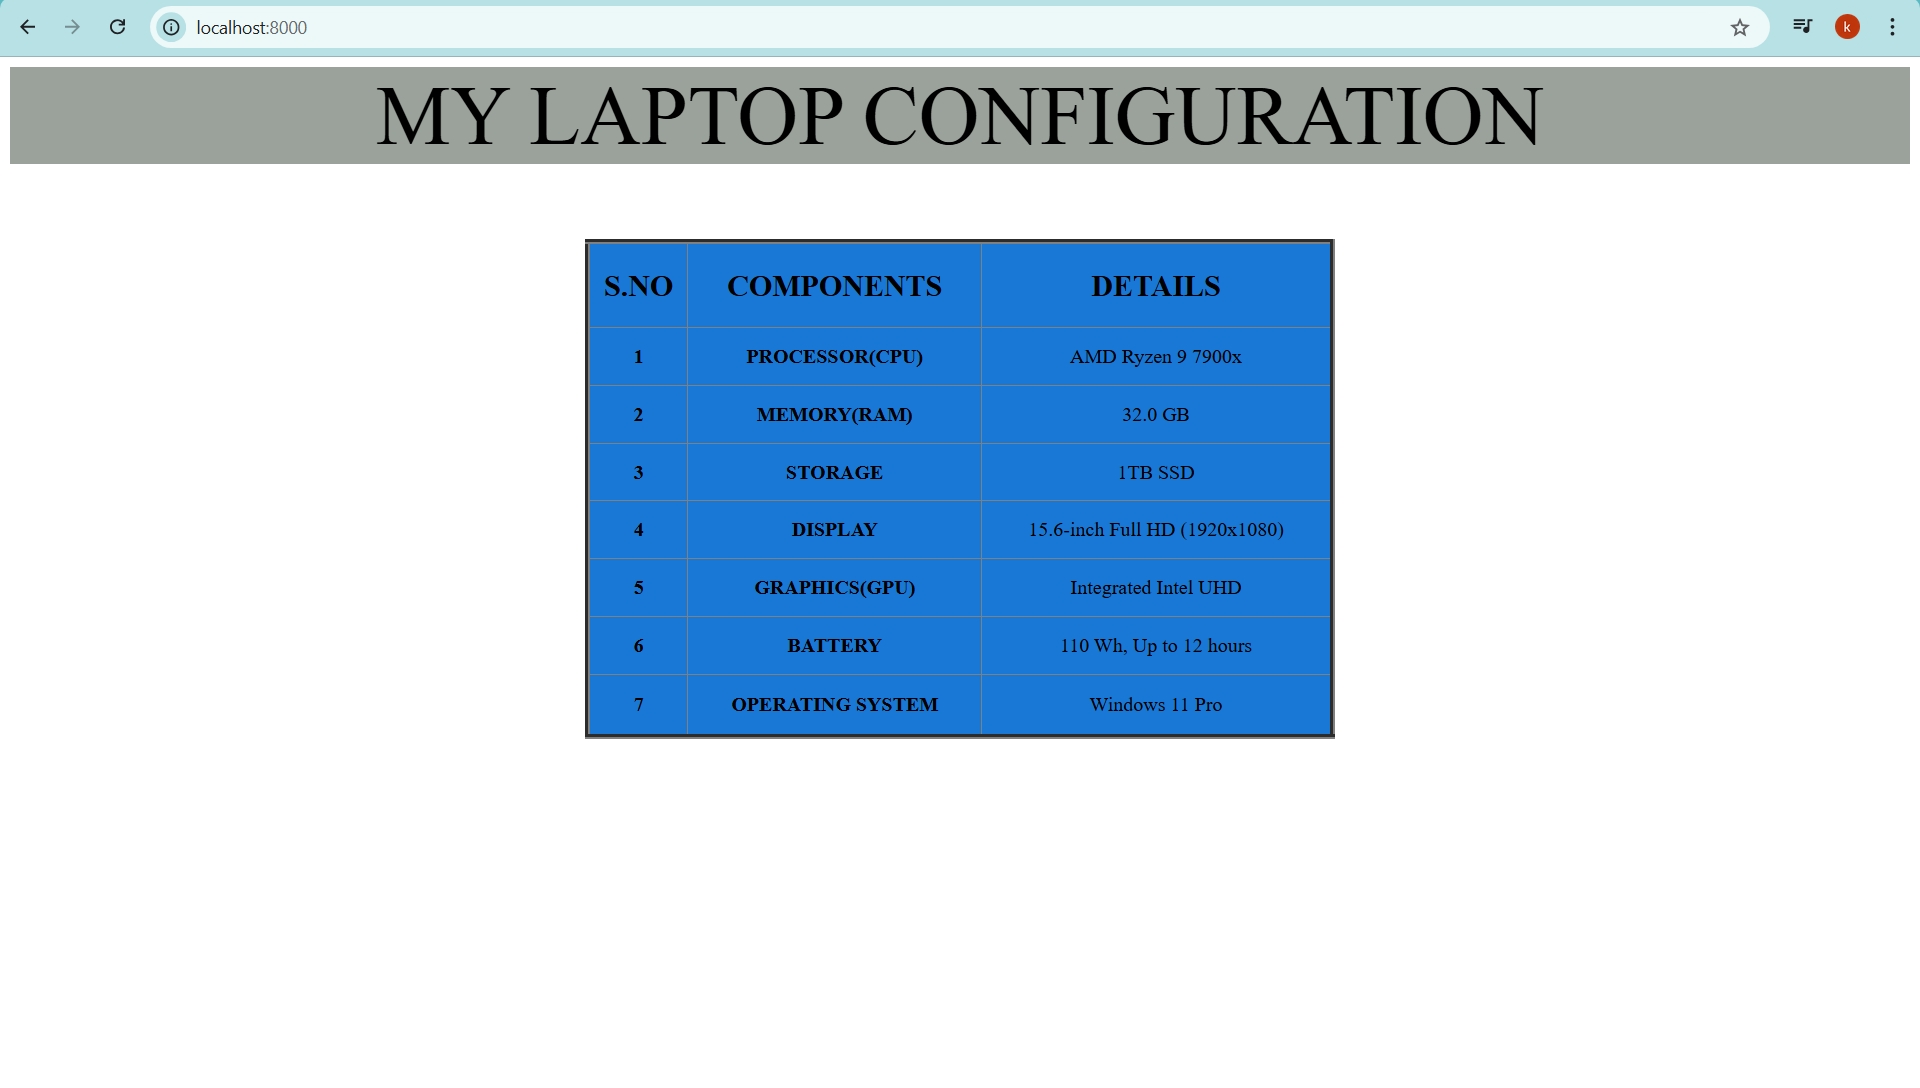 localhost:8000
k
MY LAPTOP CONFIGURATION
S.NO COMPONENTS DETAILS
1 PROCESSOR(CPU) AMD Ryzen 9 7900x
2 MEMORY(RAM) 32.0 GB
3 STORAGE 1TB SSD
4 DISPLAY 15.6-inch Full HD (1920x1080)
5 GRAPHICS(GPU) Integrated Intel UHD
6 BATTERY 110 Wh, Up to 12 hours
7 OPERATING SYSTEM Windows 11 Pro